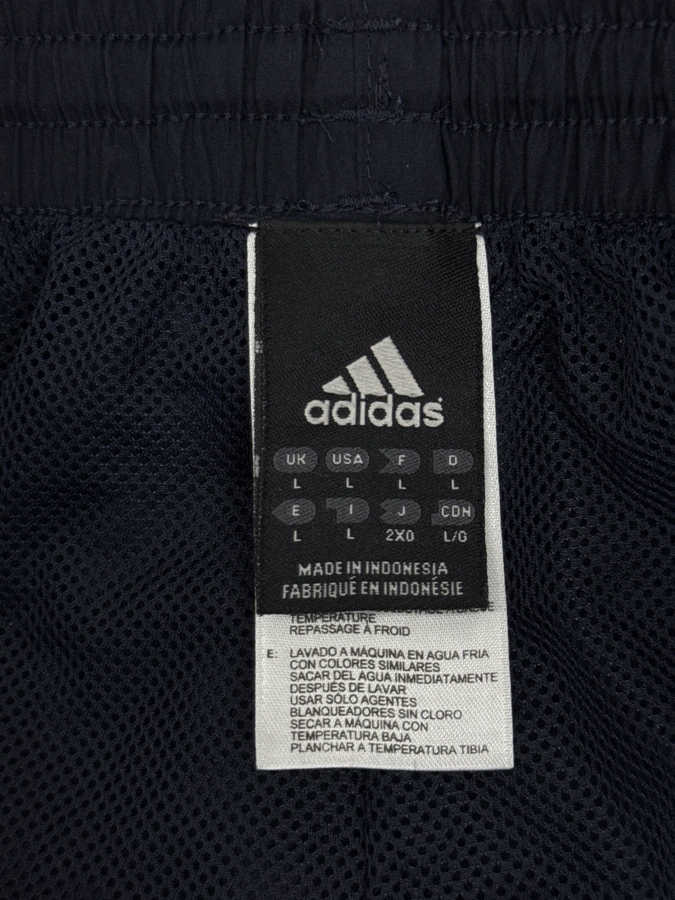 adidas
UK USA F D
L L L L
E I J CDN
L L 2XO L/G
MADE IN INDONESIA
FABRIQUÉ EN INDONÉSIE
TEMPERATURE
REPASSAGE À FROID
E: LAVADO A MÁQUINA EN AGUA FRIA
CON COLORES SIMILARES
SACAR DEL AGUA INMEDIATAMENTE
DESPUÉS DE LAVAR
USAR SÓLO AGENTES
BLANQUEADORES SIN CLORO
SECAR A MÁQUINA CON
TEMPERATURA BAJA
PLANCHAR A TEMPERATURA TIBIA